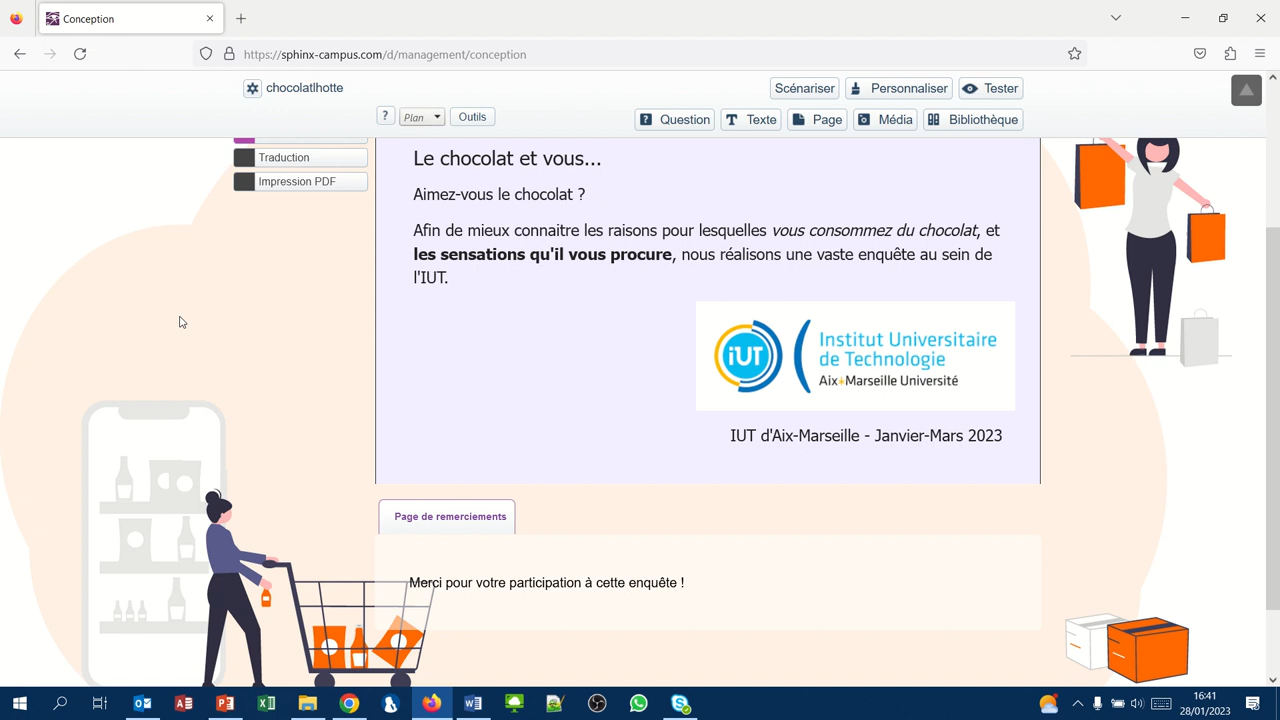 Conception
https://sphinx-campus.com/d/management/conception
chocolatlhotte
Scénariser
Personnaliser
Tester
?
Plan
Outils
? Question
T Texte
Page
Média
Bibliothèque
Traduction
Impression PDF
Le chocolat et vous...
Aimez-vous le chocolat ?
Afin de mieux connaitre les raisons pour lesquelles vous consommez du chocolat, et
les sensations qu'il vous procure, nous réalisons une vaste enquête au sein de
l'IUT.
iUT
Institut Universitaire
de Technologie
Aix*Marseille Université
IUT d'Aix-Marseille - Janvier-Mars 2023
Page de remerciements
Merci pour votre participation à cette enquête !
16:41
28/01/2023